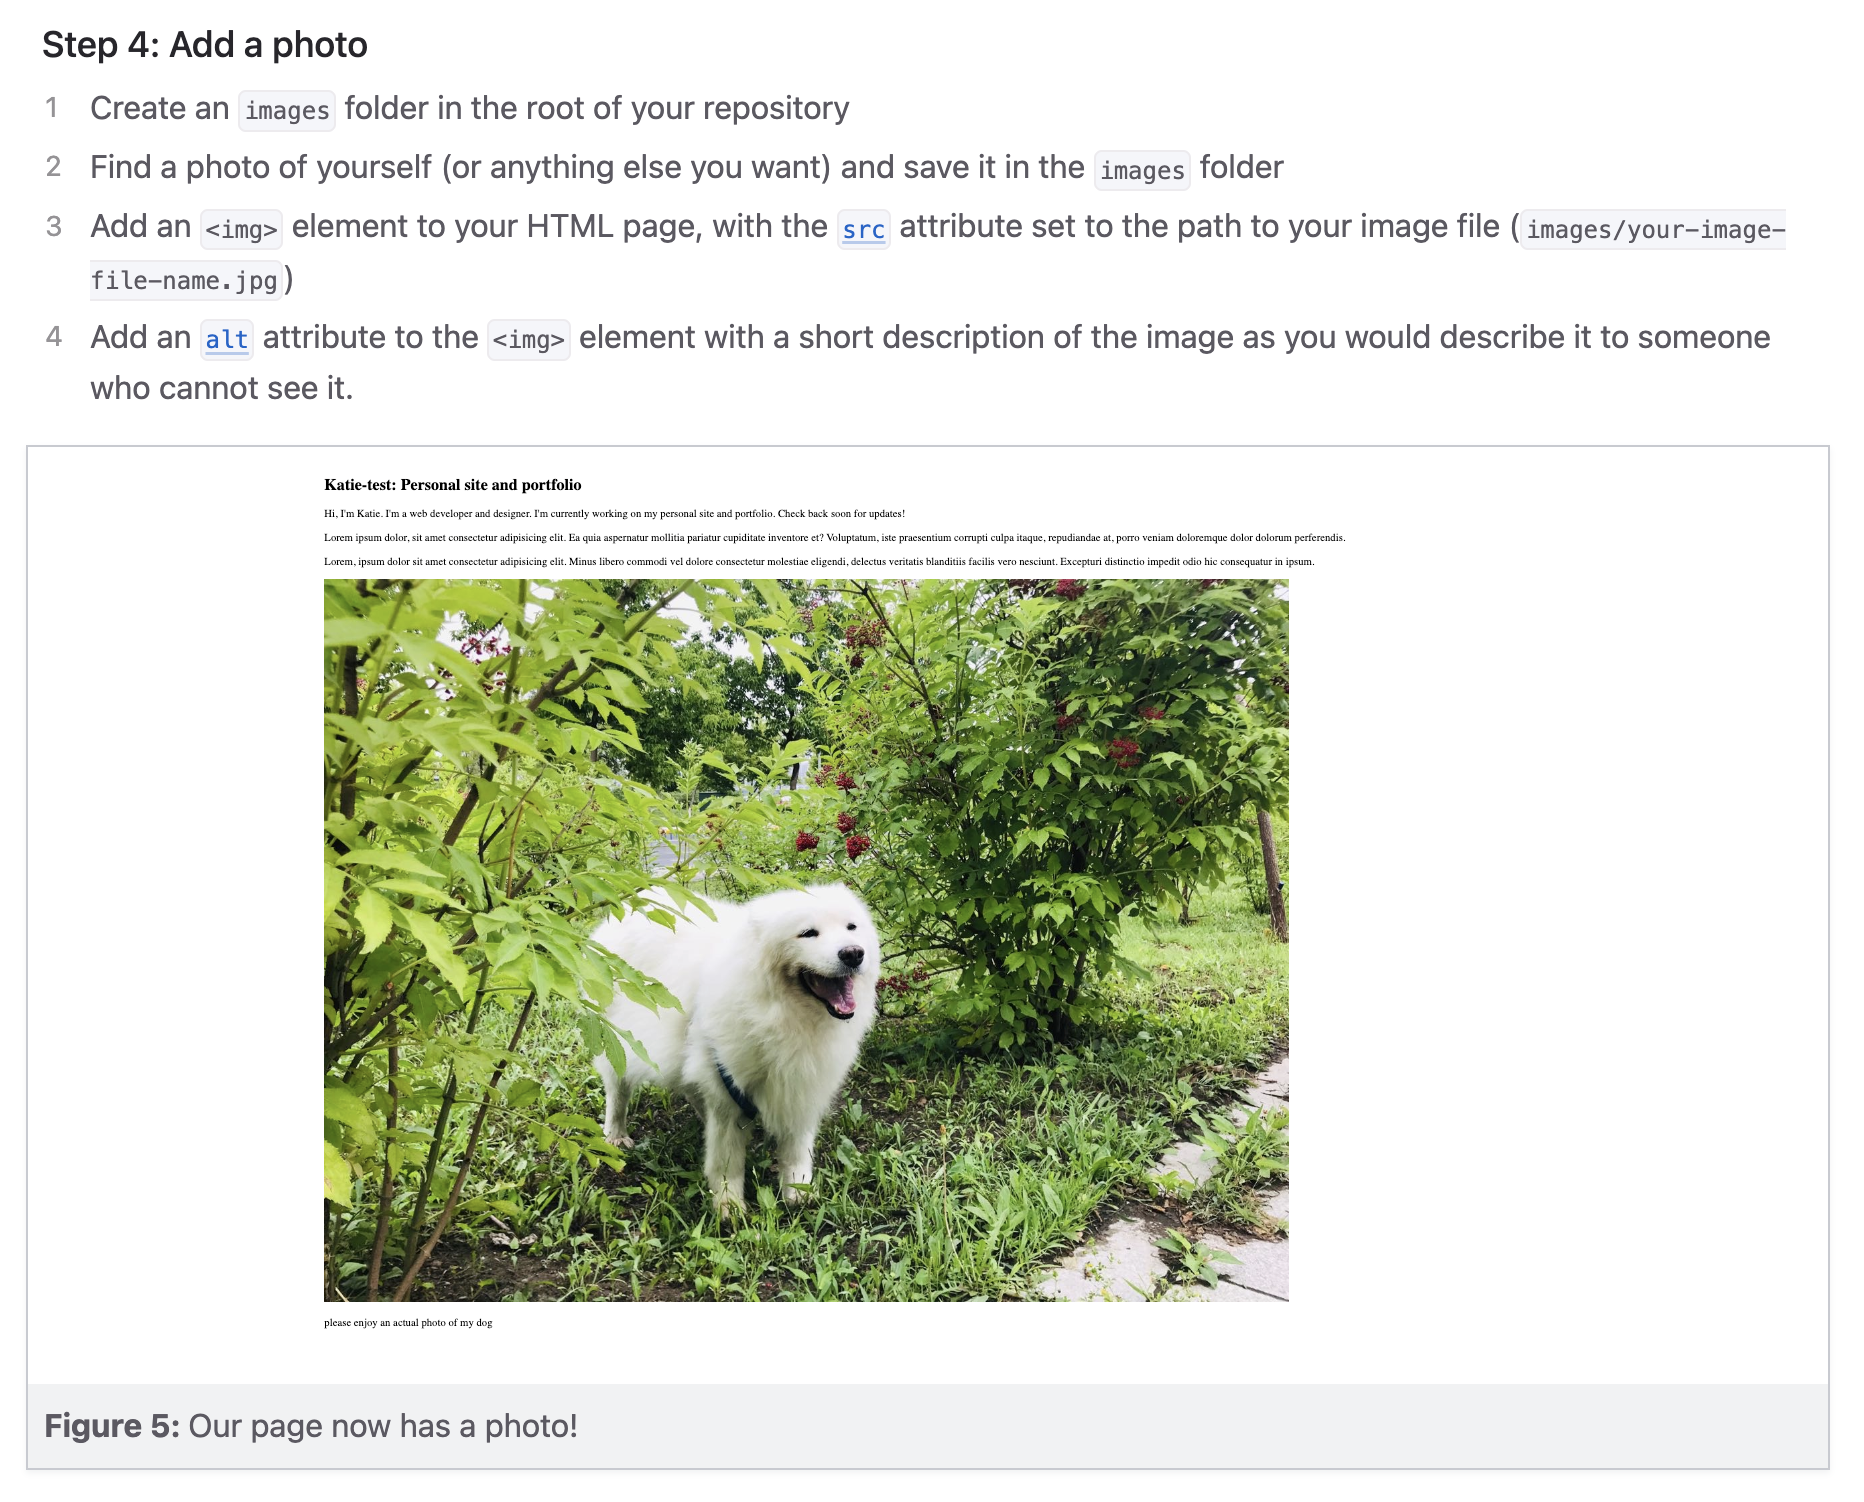 Step 4: Add a photo
1 Create an images folder in the root of your repository
2 Find a photo of yourself (or anything else you want) and save it in the images folder
3 Add an <img> element to your HTML page, with the src attribute set to the path to your image file (images/your-image-
file-name.jpg)
4 Add an alt attribute to the <img> element with a short description of the image as you would describe it to someone
who cannot see it.
Katie-test: Personal site and portfolio
Hi, I'm Katie. I'm a web developer and designer. I'm currently working on my personal site and portfolio. Check back soon for updates!
Lorem ipsum dolor, sit amet consectetur adipisicing elit. Ea quia aspernatur mollitia pariatur cupiditate inventore et? Voluptatum, iste praesentium corrupti culpa itaque, repudiandae at, porro veniam doloremque dolor dolorum perferendis.
Lorem, ipsum dolor sit amet consectetur adipisicing elit. Minus libero commodi vel dolore consectetur molestiae eligendi, delectus veritatis blanditiis facilis vero nesciunt. Excepturi distinctio impedit odio hic consequatur in ipsum.
please enjoy an actual photo of my dog
Figure 5: Our page now has a photo!